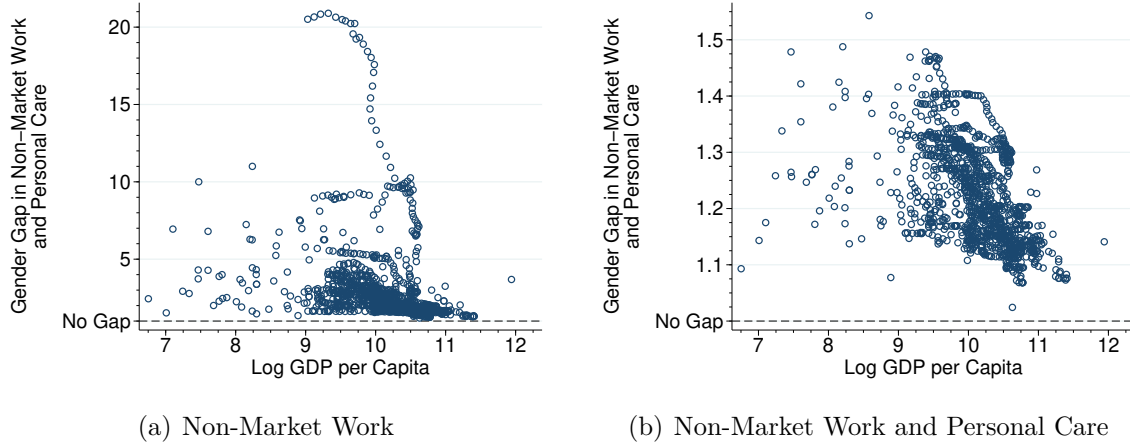 Gender Gap in Non−Market Work
and Personal Care
20
15
10
5
No Gap
7 8 9 10 11 12
Log GDP per Capita
(a) Non-Market Work
Gender Gap in Non−Market Work
and Personal Care
1.5
1.4
1.3
1.2
1.1
No Gap
7 8 9 10 11 12
Log GDP per Capita
(b) Non-Market Work and Personal Care